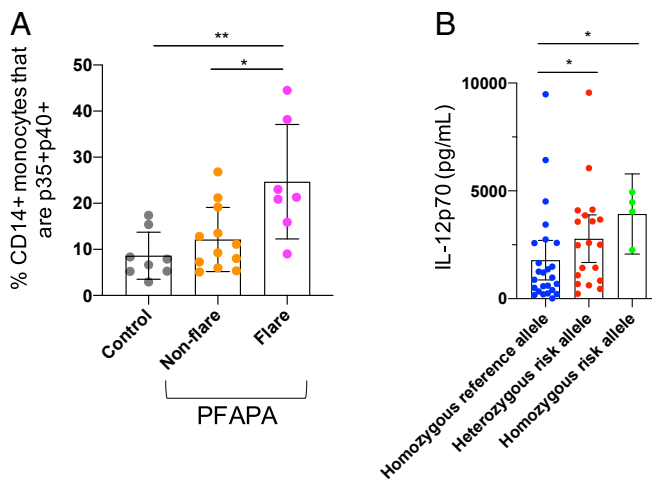 A
% CD14+ monocytes that
are p35+p40+
50
40
30
20
10
0
**
*
Control
Non-flare
Flare
PFAPA
B
IL-12p70 (pg/mL)
10000
5000
0
*
*
Homozygous reference allele
Heterozygous risk allele
Homozygous risk allele